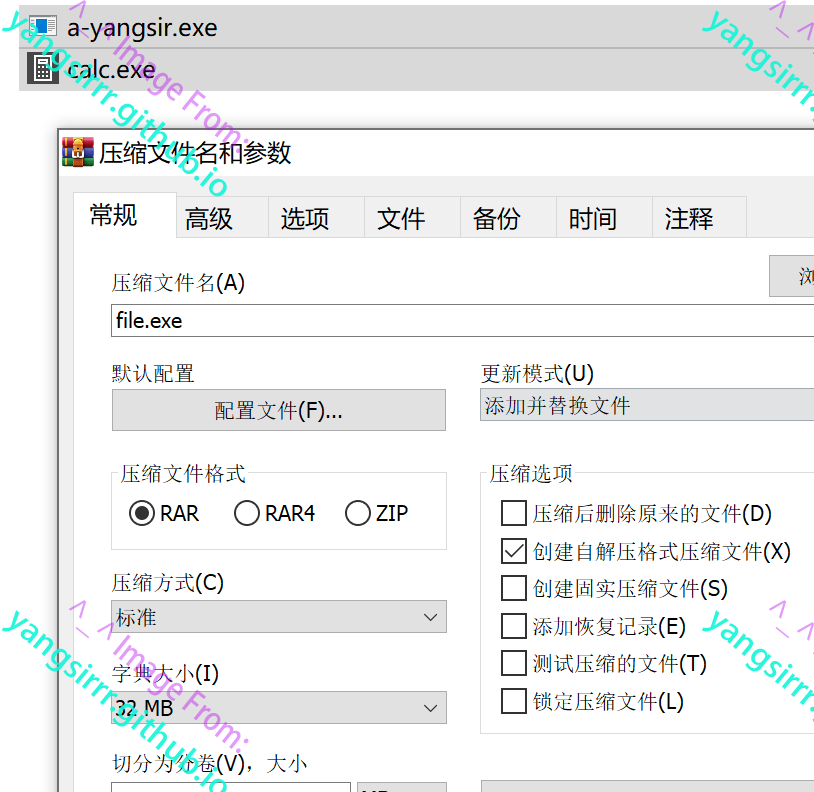 a-yangsir.exe
calc.exe
压缩文件名和参数
常规 高级 选项 文件 备份 时间 注释
压缩文件名(A)
浏
file.exe
默认配置
更新模式(U)
配置文件(F)...
添加并替换文件
压缩文件格式
RAR RAR4 ZIP
压缩选项
压缩后删除原来的文件(D)
创建自解压格式压缩文件(X)
创建固实压缩文件(S)
添加恢复记录(E)
测试压缩的文件(T)
锁定压缩文件(L)
压缩方式(C)
标准
字典大小(I)
32 MB
切分为分卷(V)，大小
^_^ Image From:
yangsirrr.github.io
^_^
yangsirrr.github.io
^_^ Image From:
yangsirrr.github.io
^_^
yangsirrr.github.io